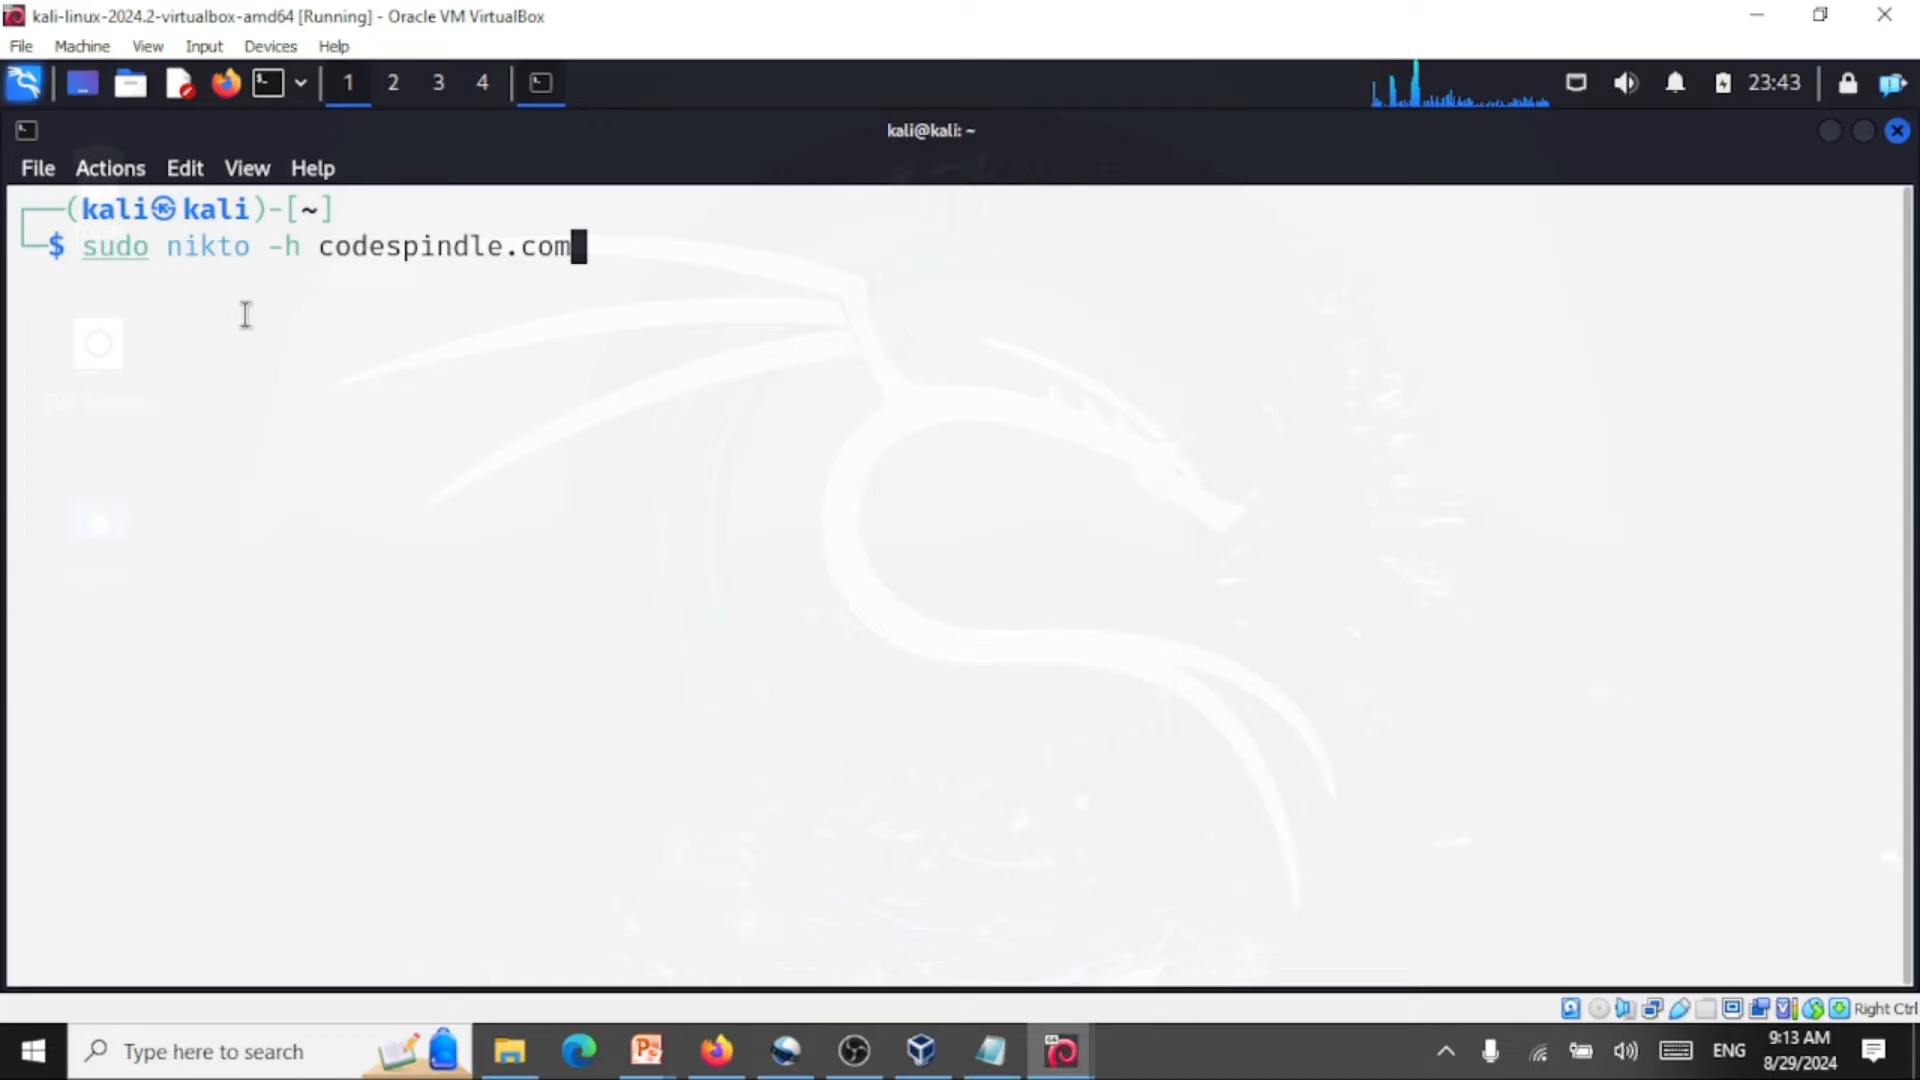 kali-linux-2024.2-virtualbox-amd64 [Running] - Oracle VM VirtualBox
File Machine View Input Devices Help
1 2 3 4
23:43
kali@kali: ~
File Actions Edit View Help
(kali㉿kali)-[~]
$ sudo nikto -h codespindle.com
Right Ctrl
Type here to search
ENG
9:13 AM
8/29/2024